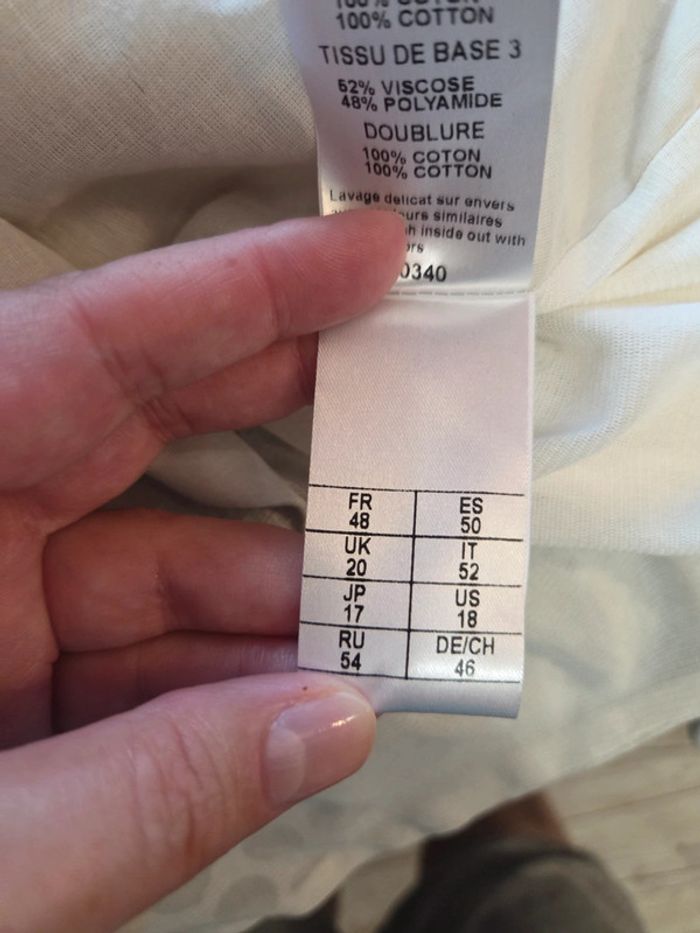 100% COTTON
TISSU DE BASE 3
52% VISCOSE
48% POLYAMIDE
DOUBLURE
100% COTON
100% COTTON
Lavage delicat sur envers
similaires
inside out with
0340
FR
48
ES
50
UK
20
IT
52
JP
17
US
18
RU
54
DE/CH
46